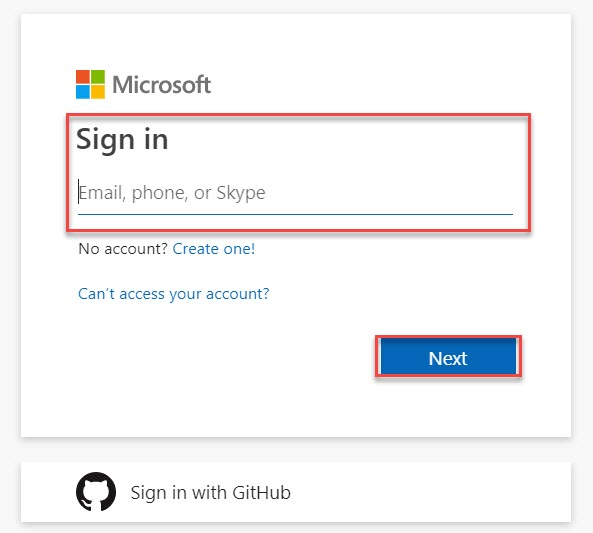 Microsoft
Sign in
Email, phone, or Skype
No account? Create one!
Can't access your account?
Next
Sign in with GitHub